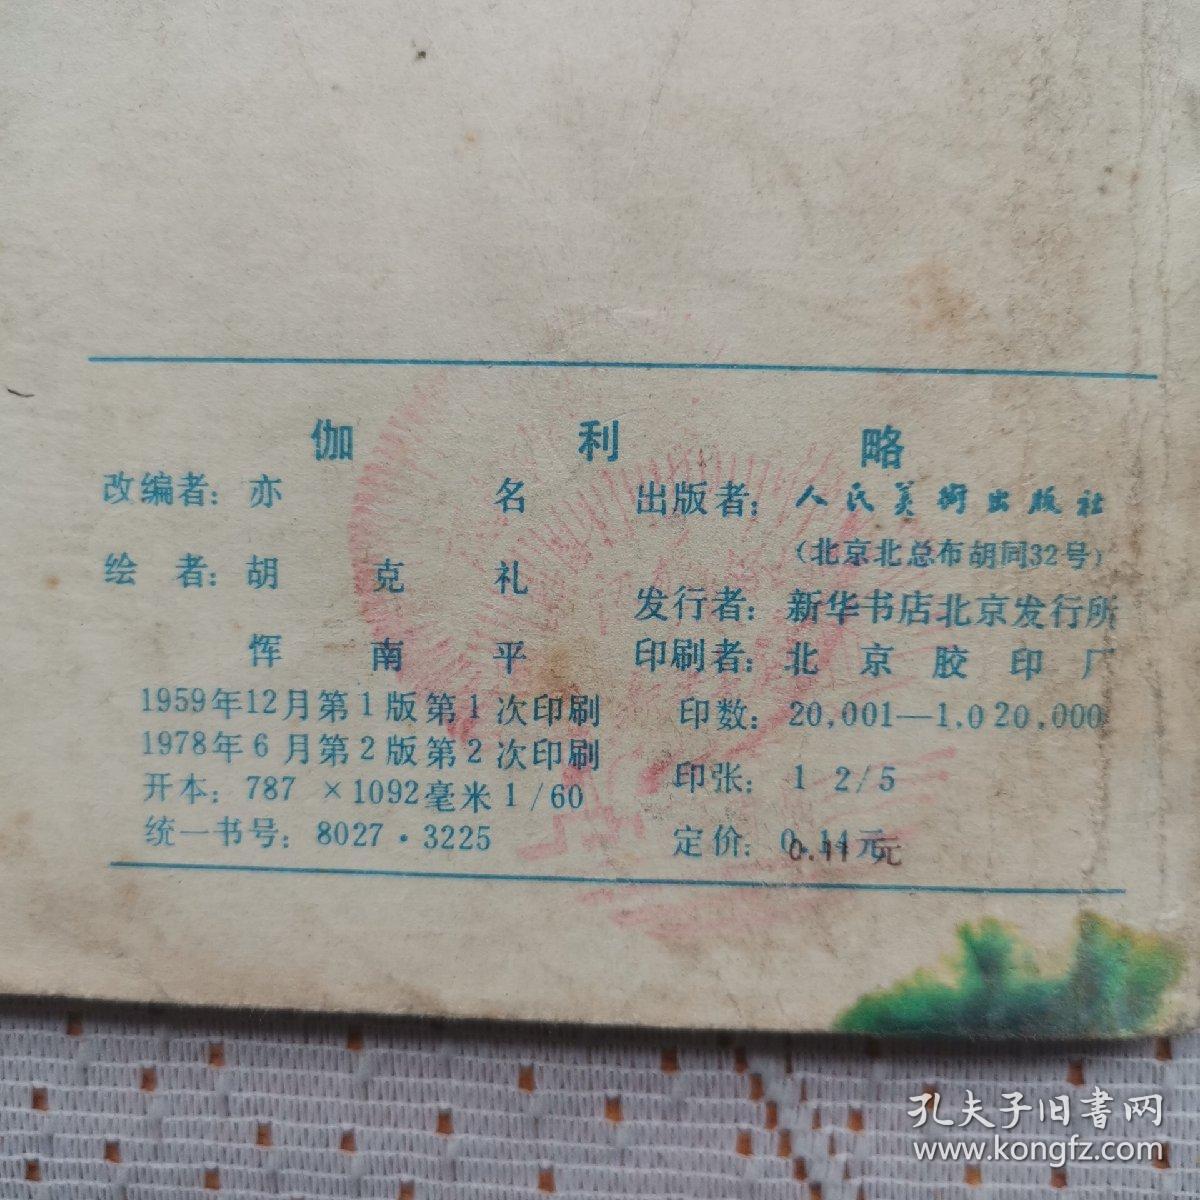 伽利略
改编者：亦名
绘者：胡克礼
恽南平
1959年12月第1版第1次印刷
1978年6月第2版第2次印刷
开本：787×1092毫米1/60
统一书号：8027·3225
出版者：人民美术出版社
（北京北总布胡同32号）
发行者：新华书店北京发行所
印刷者：北京胶印厂
印数：20,001—1,020,000
印张：1 2/5
定价：0.14元
0.11元
孔夫子旧書网
www.kongfz.com